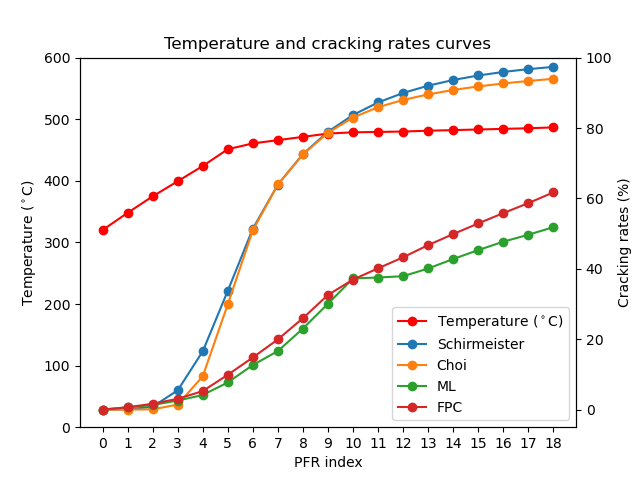 Temperature and cracking rates curves
Temperature (°C)
600
500
400
300
200
100
0
100
80
60
40
20
0
Cracking rates (%)
Temperature (°C)
Schirmeister
Choi
ML
FPC
0 1 2 3 4 5 6 7 8 9 10 11 12 13 14 15 16 17 18
PFR index